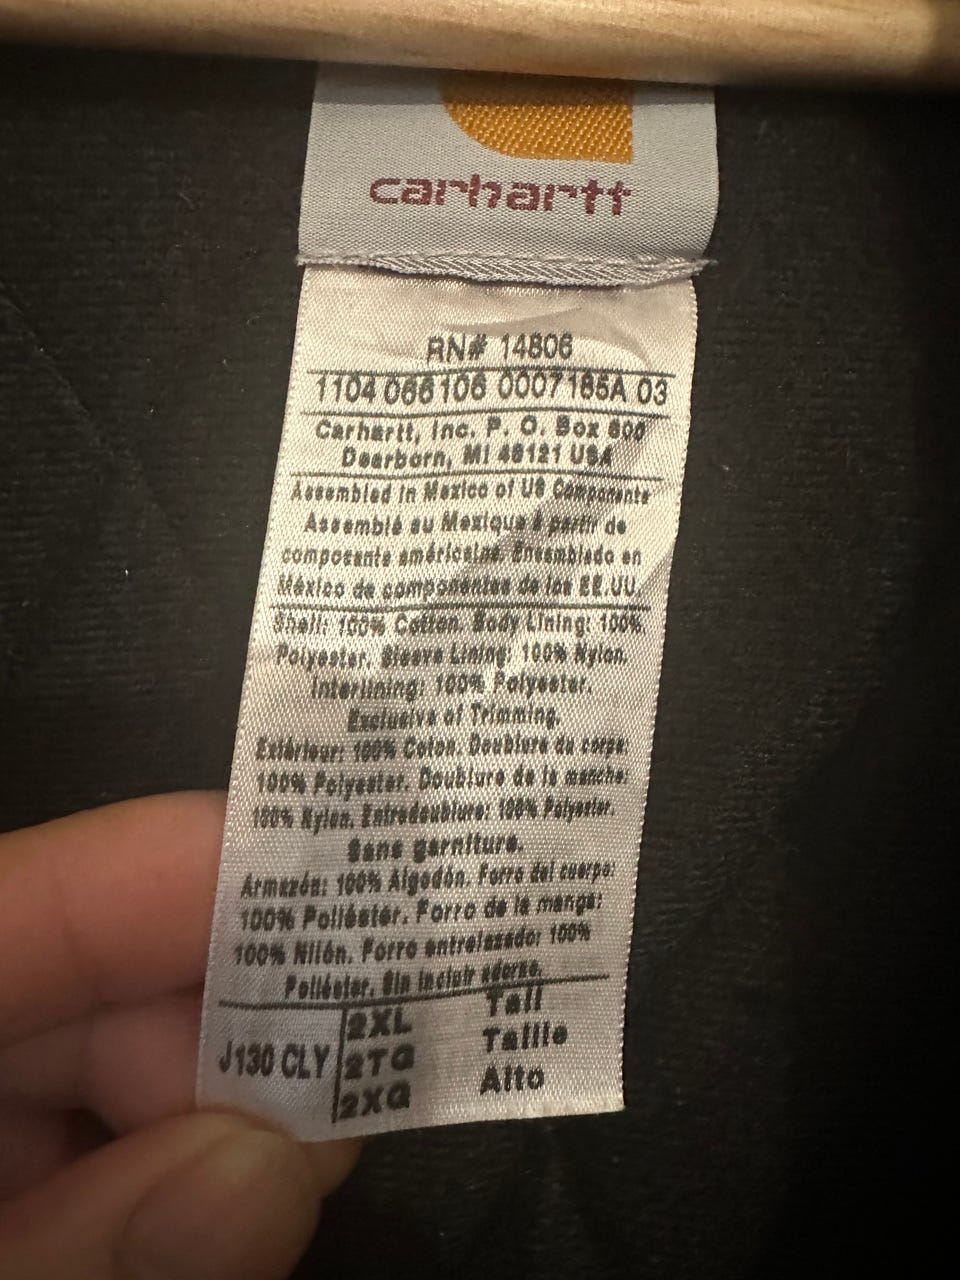 carhartt
RN# 14806
1104 066106 0007185A 03
Carhartt, Inc. P. O. Box 600
Dearborn, MI 48121 USA
Assembled in Mexico of US Components
Assemblé au Mexique à partir de
composants américains. Ensamblado en
México de componentes de los EE.UU.
Shell: 100% Cotton. Body Lining: 100%
Polyester. Sleeve Lining: 100% Nylon.
Interlining: 100% Polyester.
Exclusive of Trimming.
Extérieur: 100% Coton. Doublure du corps:
100% Polyester. Doublure de la manche:
100% Nylon. Entredoublure: 100% Polyester.
Sans garniture.
Armazón: 100% Algodón. Forro del cuerpo:
100% Poliéster. Forro de la manga:
100% Nilón. Forro entrelazado: 100%
Poliéster. Sin incluir adorno.
J130 CLY
2XL Tall
2TG Taille
2XG Alto